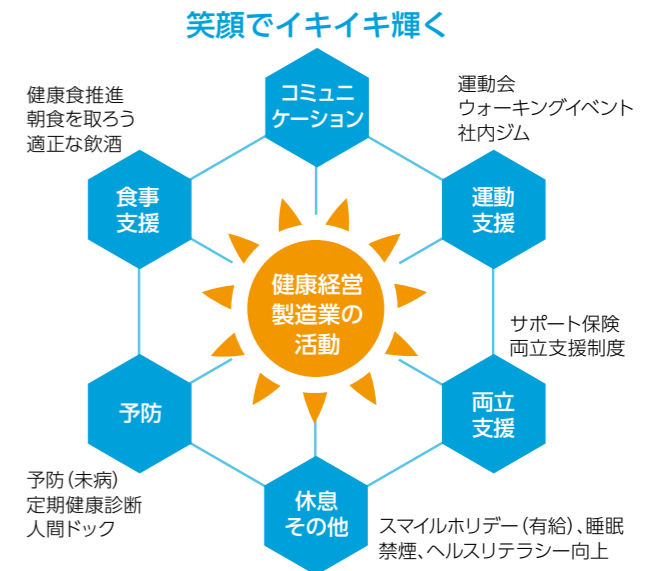 笑顔でイキイキ輝く
コミュニ
ケーション
健康食推進
朝食を取ろう
適正な飲酒
運動会
ウォーキングイベント
社内ジム
食事
支援
運動
支援
健康経営
製造業の
活動
サポート保険
両立支援制度
予防
両立
支援
予防(未病)
定期健康診断
人間ドック
休息
その他
スマイルホリデー(有給)、睡眠
禁煙、ヘルスリテラシー向上